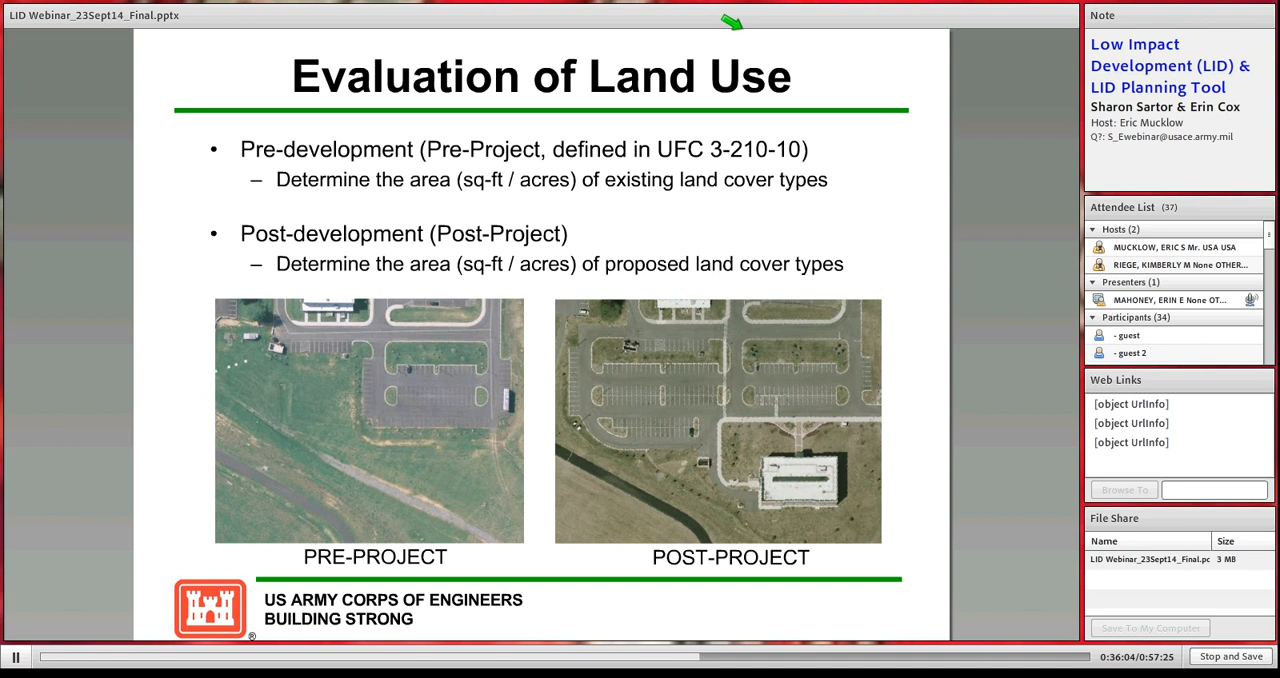 LID Webinar_23Sept14_Final.pptx
Evaluation of Land Use
• Pre-development (Pre-Project, defined in UFC 3-210-10)
– Determine the area (sq-ft / acres) of existing land cover types
• Post-development (Post-Project)
– Determine the area (sq-ft / acres) of proposed land cover types
PRE-PROJECT
POST-PROJECT
US ARMY CORPS OF ENGINEERS
BUILDING STRONG
®
Note
Low Impact
Development (LID) &
LID Planning Tool
Sharon Sartor & Erin Cox
Host: Eric Mucklow
Q?: S_Ewebinar@usace.army.mil
Attendee List (37)
Hosts (2)
MUCKLOW, ERIC S Mr. USA USA
RIEGE, KIMBERLY M None OTHER...
Presenters (1)
MAHONEY, ERIN E None OT...
Participants (34)
- guest
- guest 2
Web Links
[object UrlInfo]
[object UrlInfo]
[object UrlInfo]
Browse To
File Share
Name Size
LID Webinar_23Sept14_Final.pc 3 MB
Save To My Computer
0:36:04/0:57:25
Stop and Save